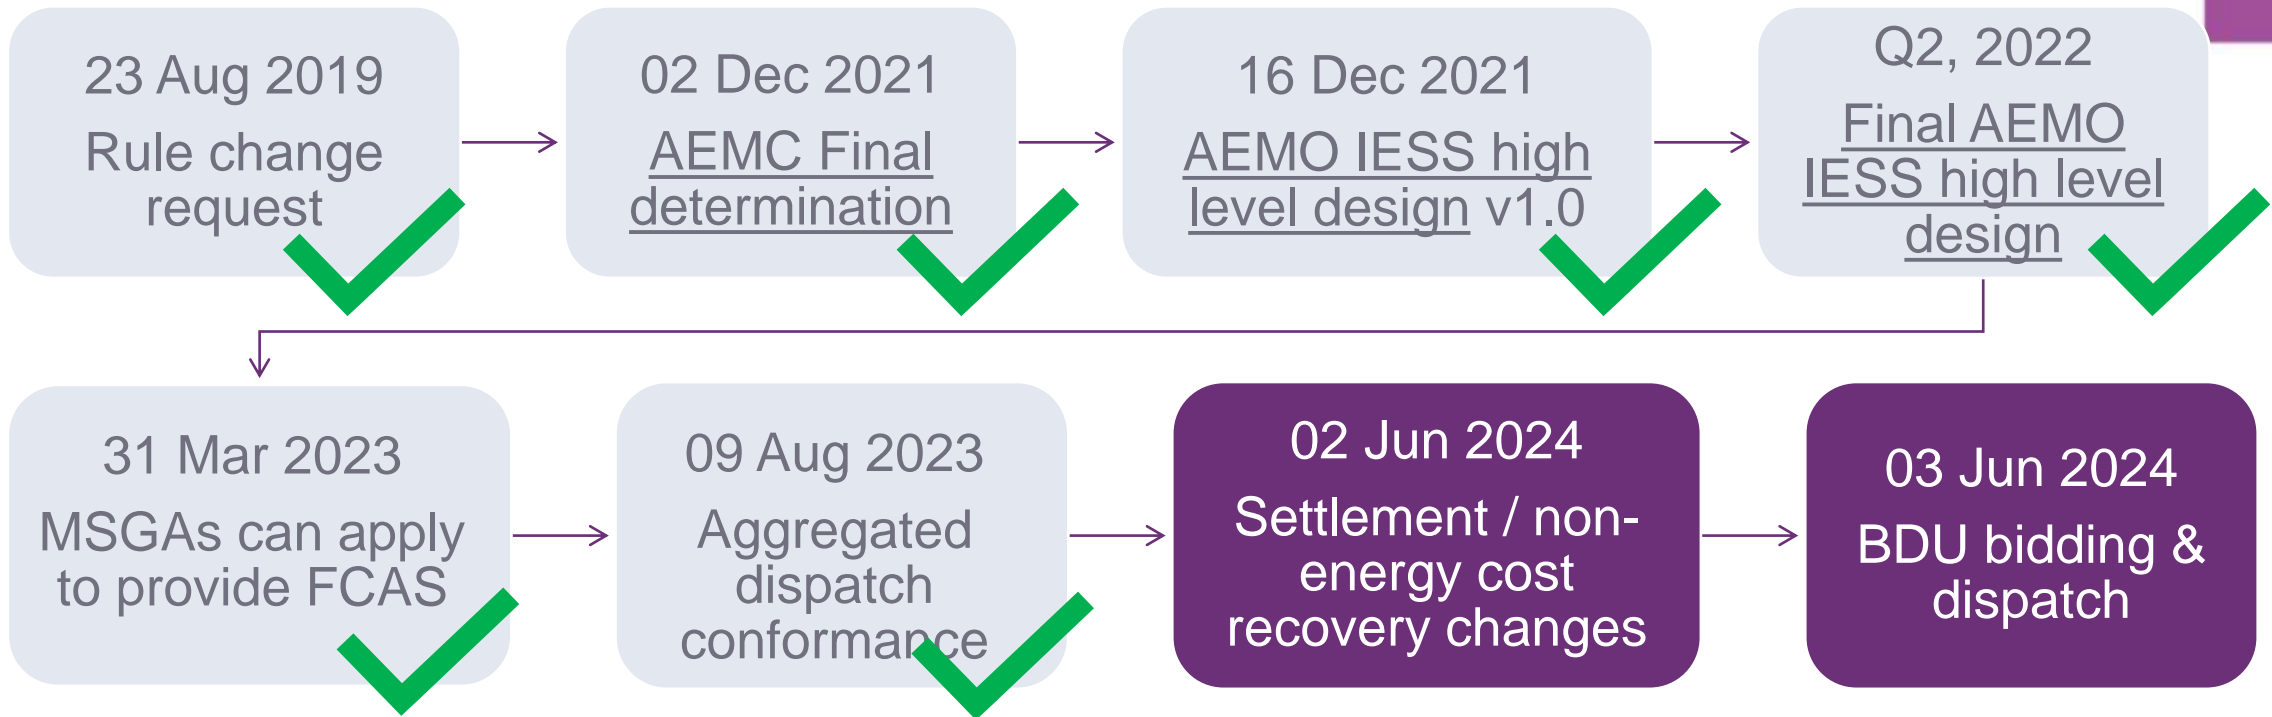 23 Aug 2019
Rule change
request
02 Dec 2021
AEMC Final
determination
16 Dec 2021
AEMO IESS high
level design v1.0
Q2, 2022
Final AEMO
IESS high level
design
31 Mar 2023
MSGAs can apply
to provide FCAS
09 Aug 2023
Aggregated
dispatch
conformance
02 Jun 2024
Settlement / non-
energy cost
recovery changes
03 Jun 2024
BDU bidding &
dispatch